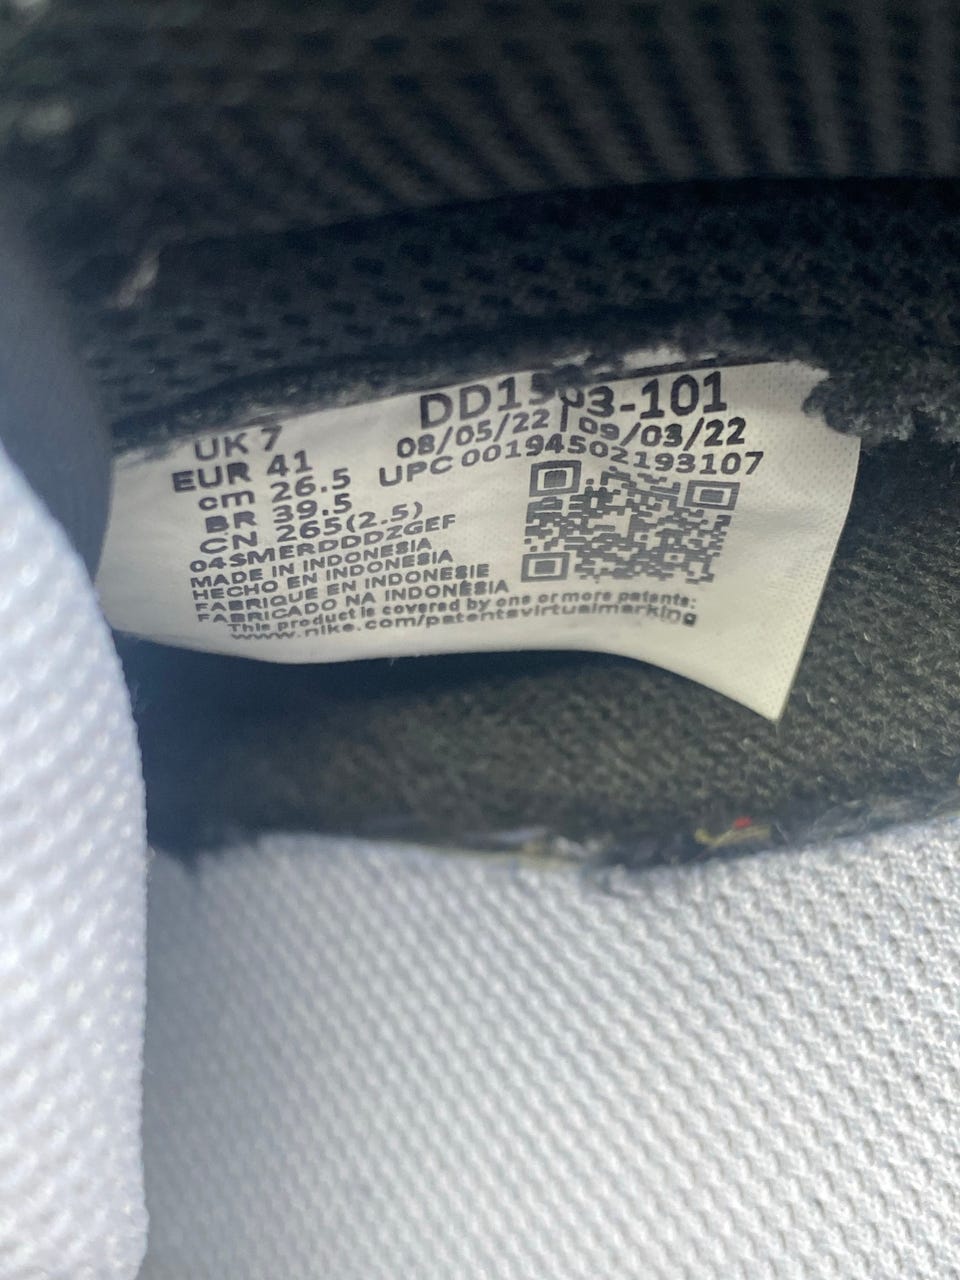 UK 7
EUR 41
cm 26.5
BR 39.5
CN 265(2.5)
04SMERDDDZGEF
MADE IN INDONESIA
HECHO EN INDONESIA
FABRIQUE EN INDONESIE
FABRICADO NA INDONÉSIA
This product is covered by one or more patents:
www.nike.com/patentsvirtualmarking
DD1503-101
08/05/22 | 09/03/22
UPC 00194502193107